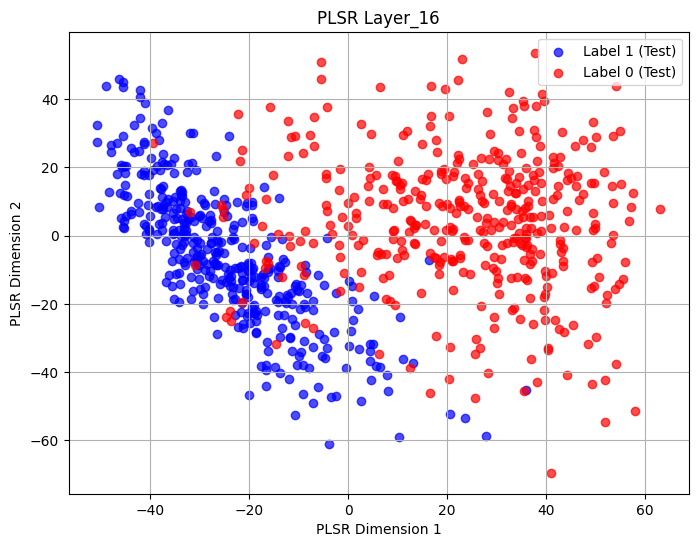 PLSR Layer_16
Label 1 (Test)
Label 0 (Test)
PLSR Dimension 2
40
20
0
−20
−40
−60
−40
−20
0
20
40
60
PLSR Dimension 1